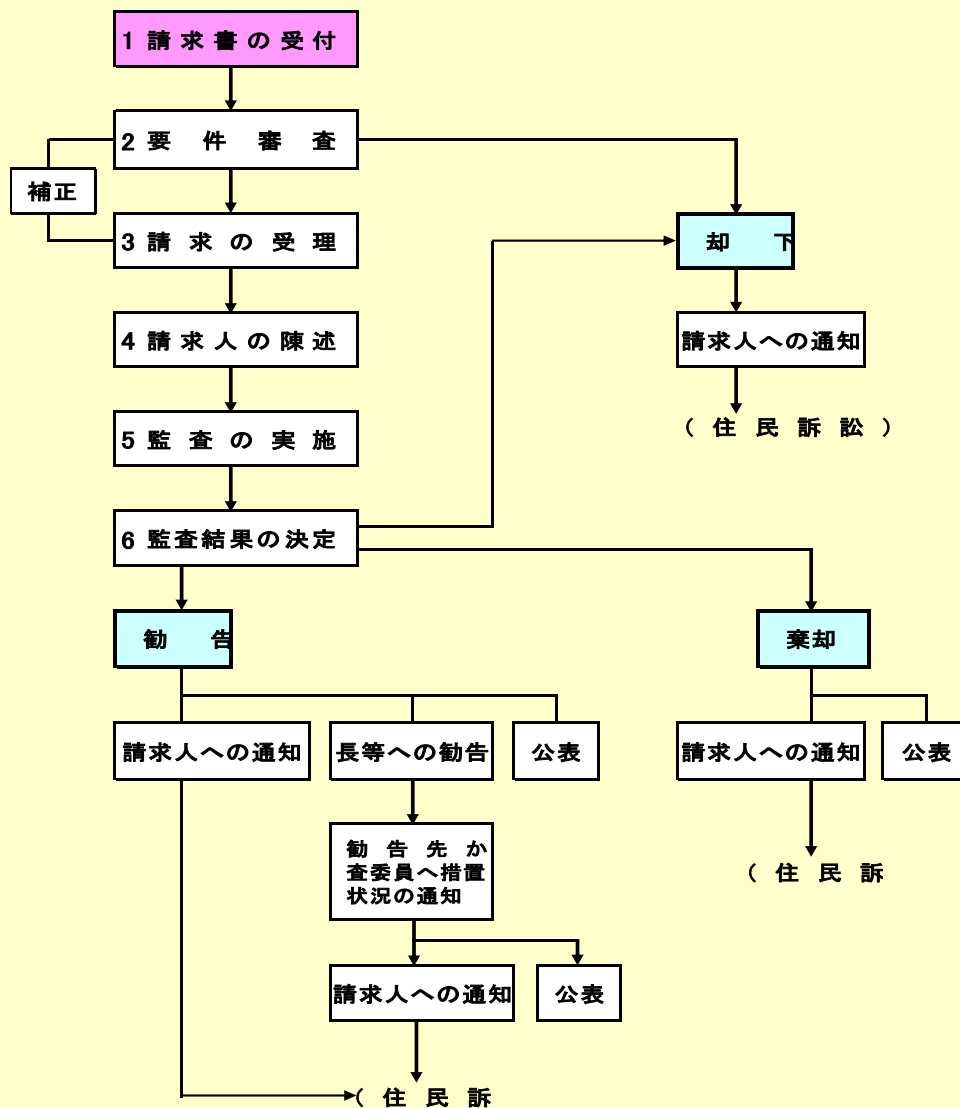 1 請求書の受付
2 要件審査
補正
3 請求の受理
却下
4 請求人の陳述
請求人への通知
(住民訴訟)
5 監査の実施
6 監査結果の決定
勧告
棄却
請求人への通知
長等への勧告
公表
請求人への通知
公表
勧告先か
査委員へ措置
状況の通知
(住民訴
請求人への通知
公表
(住民訴